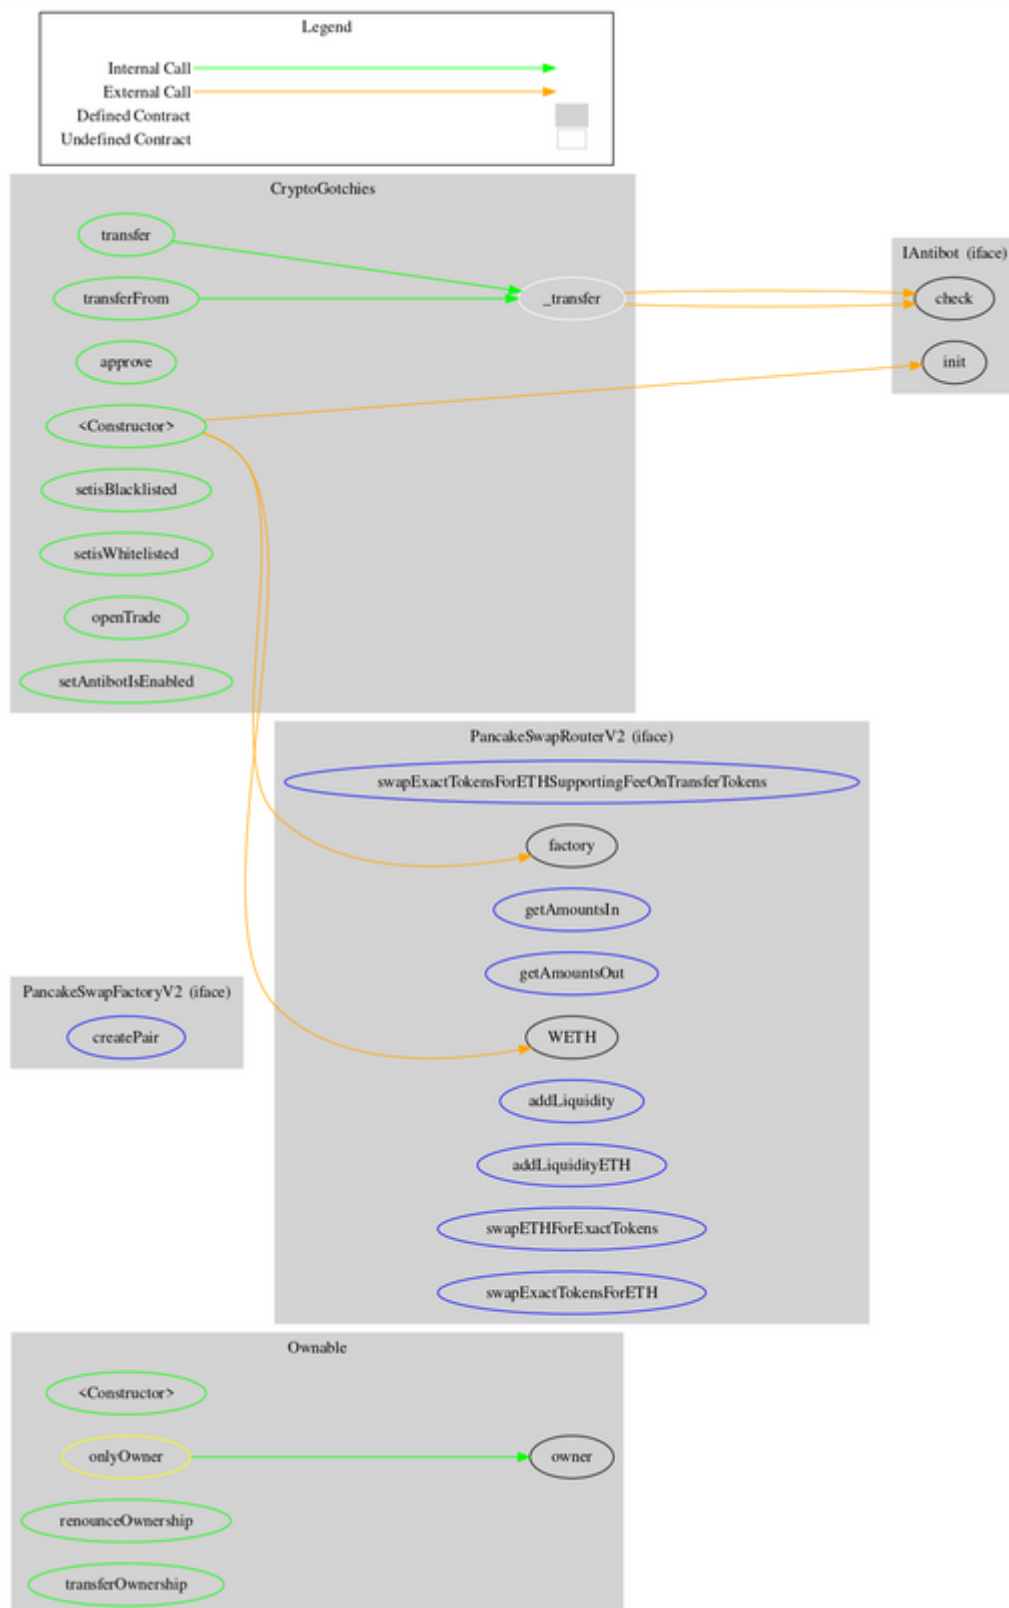 Legend
Internal Call
External Call
Defined Contract
Undefined Contract
CryptoGotchies
transfer
transferFrom
_transfer
approve
<Constructor>
setisBlacklisted
setisWhitelisted
openTrade
setAntibotIsEnabled
IAntibot (iface)
check
init
PancakeSwapRouterV2 (iface)
swapExactTokensForETHSupportingFeeOnTransferTokens
factory
getAmountsIn
getAmountsOut
WETH
addLiquidity
addLiquidityETH
swapETHForExactTokens
swapExactTokensForETH
PancakeSwapFactoryV2 (iface)
createPair
Ownable
<Constructor>
onlyOwner
owner
renounceOwnership
transferOwnership